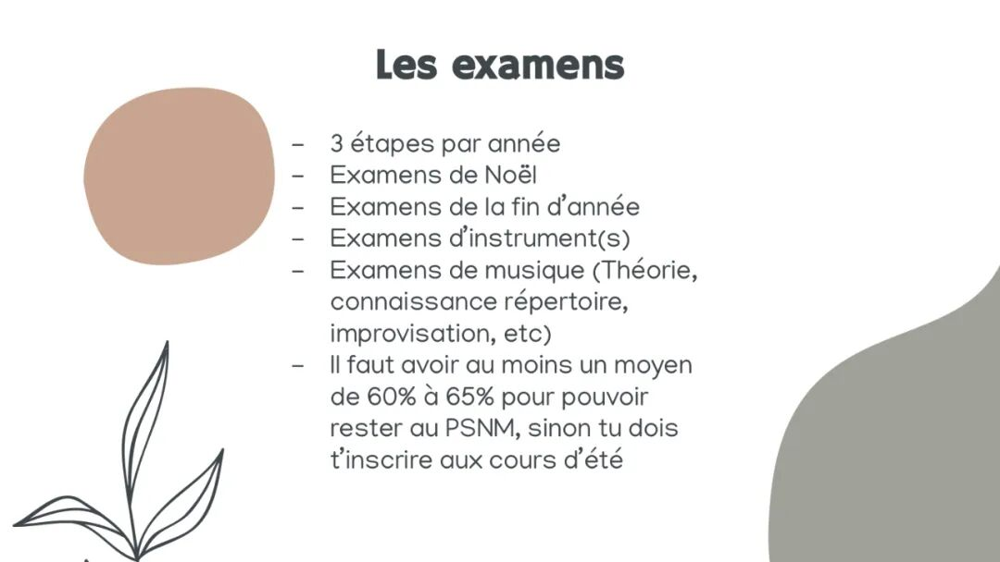 Les examens
- 3 étapes par année
- Examens de Noël
- Examens de la fin d'année
- Examens d'instrument(s)
- Examens de musique (Théorie,
connaissance répertoire,
improvisation, etc)
- Il faut avoir au moins un moyen
de 60% à 65% pour pouvoir
rester au PSNM, sinon tu dois
t'inscrire aux cours d'été